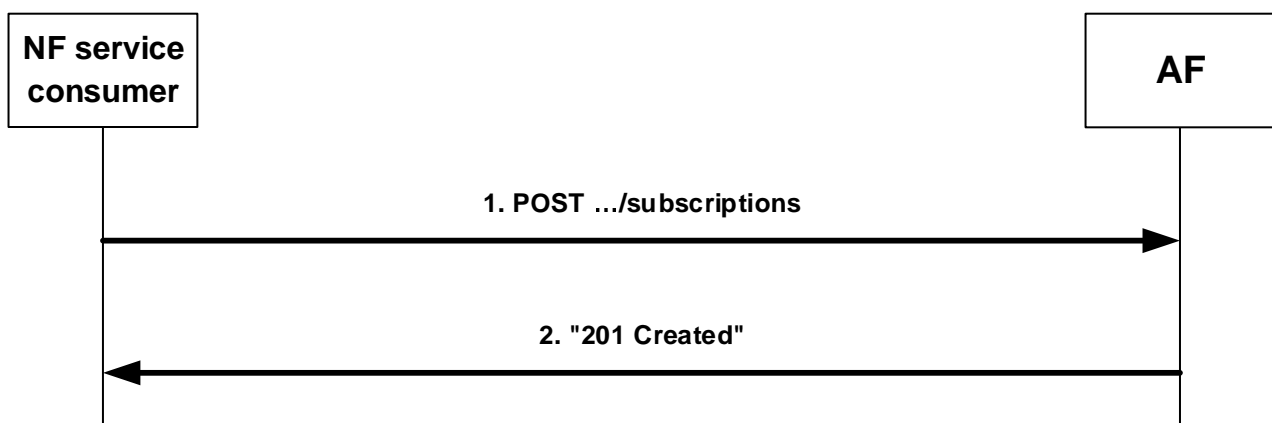 NF service
consumer
AF
1. POST .../subscriptions
2. "201 Created"